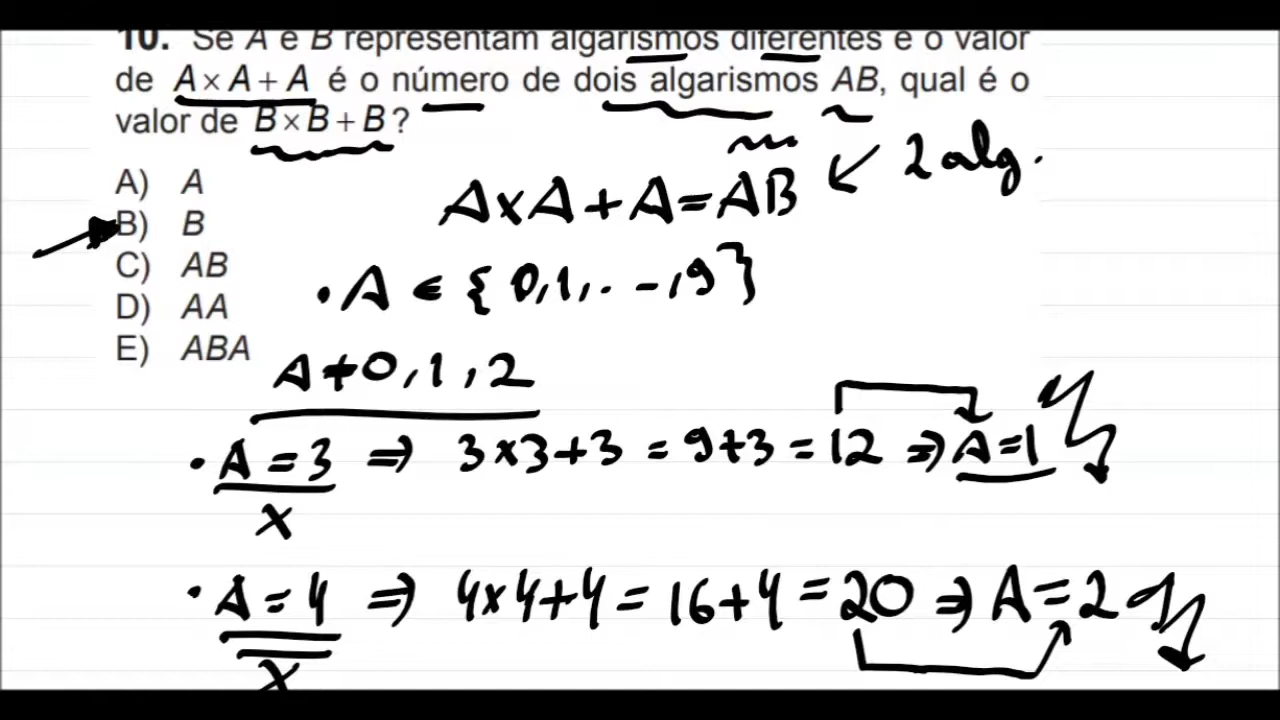 10. Se A e B representam algarismos diferentes e o valor
de A × A + A é o número de dois algarismos AB, qual é o
valor de B × B + B ?
2 alg.
A) A
A x A + A = AB
B) B
C) AB
• A ∈ { 0, 1, . . - , 9 }
D) AA
E) ABA
A ≠ 0, 1, 2
• A = 3 ⇒ 3 x 3 + 3 = 9 + 3 = 12 ⇒ A = 1
x
• A = 4 ⇒ 4 x 4 + 4 = 16 + 4 = 20 ⇒ A = 2
x